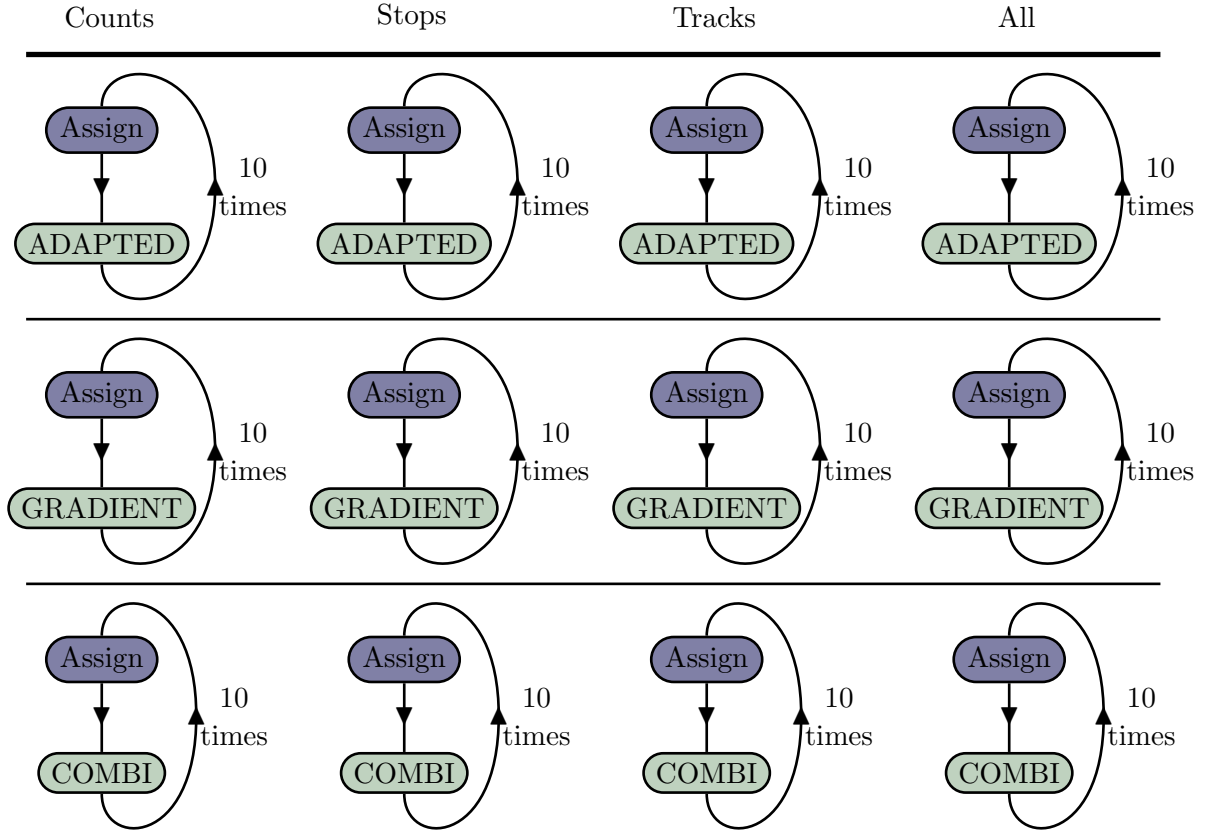 Counts Stops Tracks All
Assign Assign Assign Assign
10 10 10 10
times times times times
ADAPTED ADAPTED ADAPTED ADAPTED
Assign Assign Assign Assign
10 10 10 10
times times times times
GRADIENT GRADIENT GRADIENT GRADIENT
Assign Assign Assign Assign
10 10 10 10
times times times times
COMBI COMBI COMBI COMBI